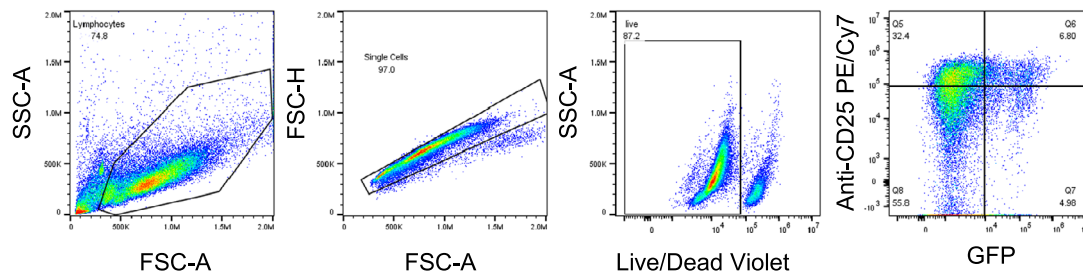 SSC-A
2.0M
1.5M
1.0M
500K
0
Lymphocytes
74.8
0
500K
1.0M
1.5M
2.0M
FSC-A
FSC-H
2.0M
1.5M
1.0M
500K
0
Single Cells
97.0
0
500K
1.0M
1.5M
2.0M
FSC-A
SSC-A
2.0M
1.5M
1.0M
500K
0
live
87.2
0
10^4
10^5
10^6
10^7
Live/Dead Violet
Anti-CD25 PE/Cy7
10^7
10^6
10^5
10^4
10^3
0
-10^3
Q5
32.4
Q6
6.80
Q8
55.8
Q7
4.98
0
10^4
10^5
10^6
10^7
GFP